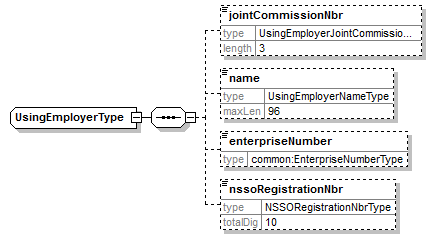 jointCommissionNbr
type UsingEmployerJointCommissio...
length 3
name
type UsingEmployerNameType
maxLen 96
UsingEmployerType
enterpriseNumber
type common:EnterpriseNumberType
nssoRegistrationNbr
type NSSORegistrationNbrType
totalDig 10